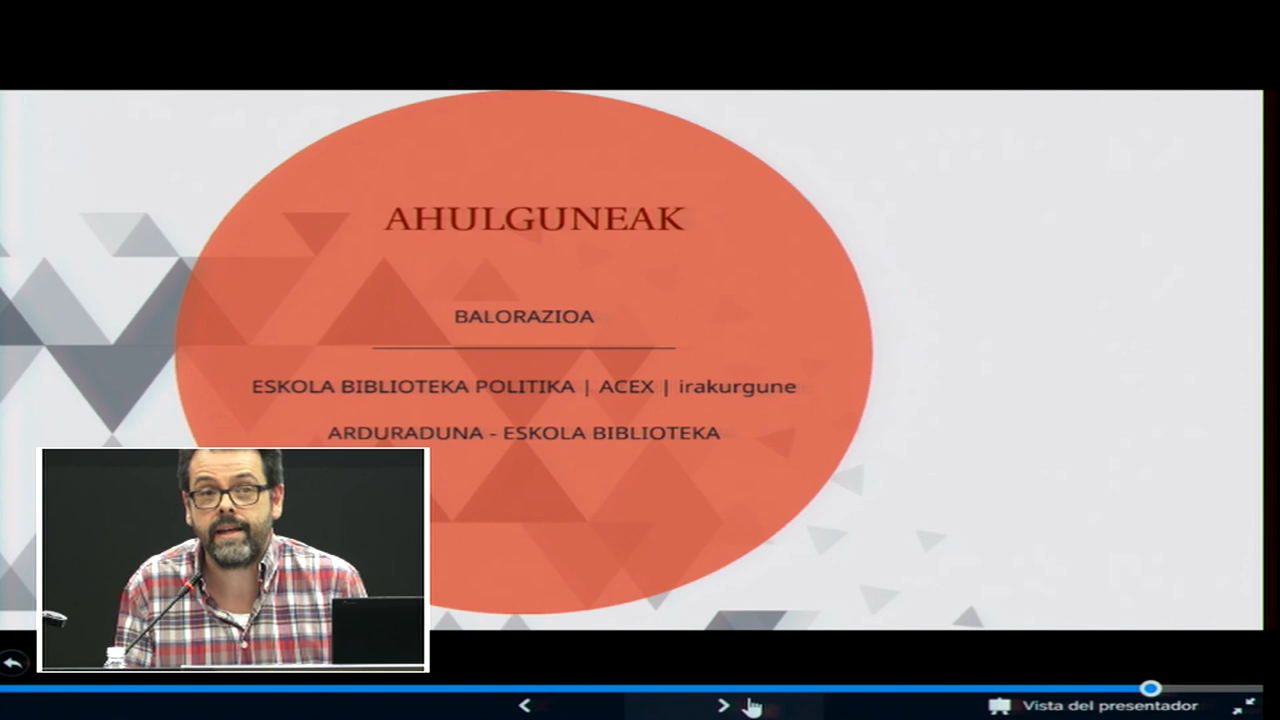 AHULGUNEAK
BALORAZIOA
ESKOLA BIBLIOTEKA POLITIKA | ACEX | irakurgune
ARDURADUNA - ESKOLA BIBLIOTEKA
Vista del presentador